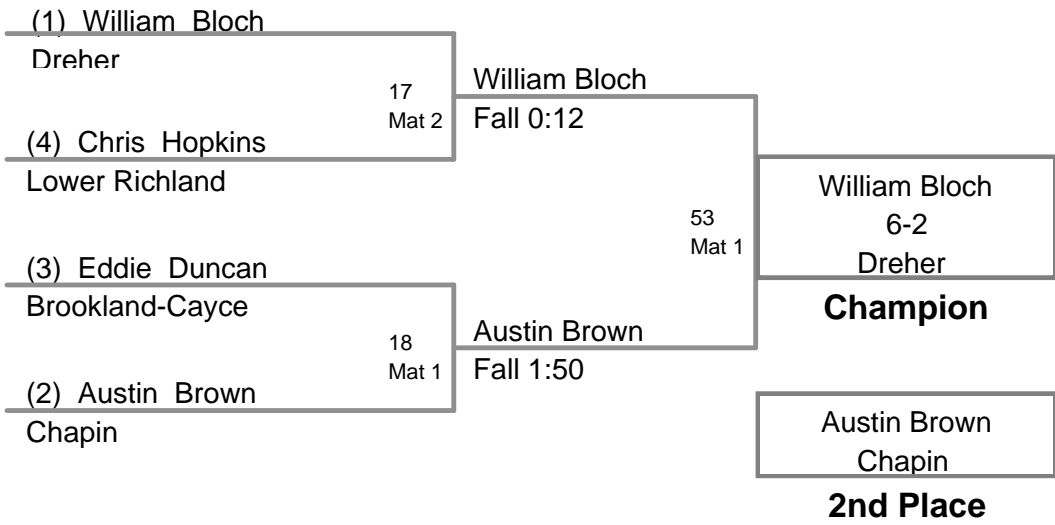 (1) William Bloch
Dreher
17
Mat 2
William Bloch
Fall 0:12
(4) Chris Hopkins
Lower Richland
53
Mat 1
William Bloch
6-2
Dreher
Champion
(3) Eddie Duncan
Brookland-Cayce
18
Mat 1
Austin Brown
Fall 1:50
(2) Austin Brown
Chapin
Austin Brown
Chapin
2nd Place